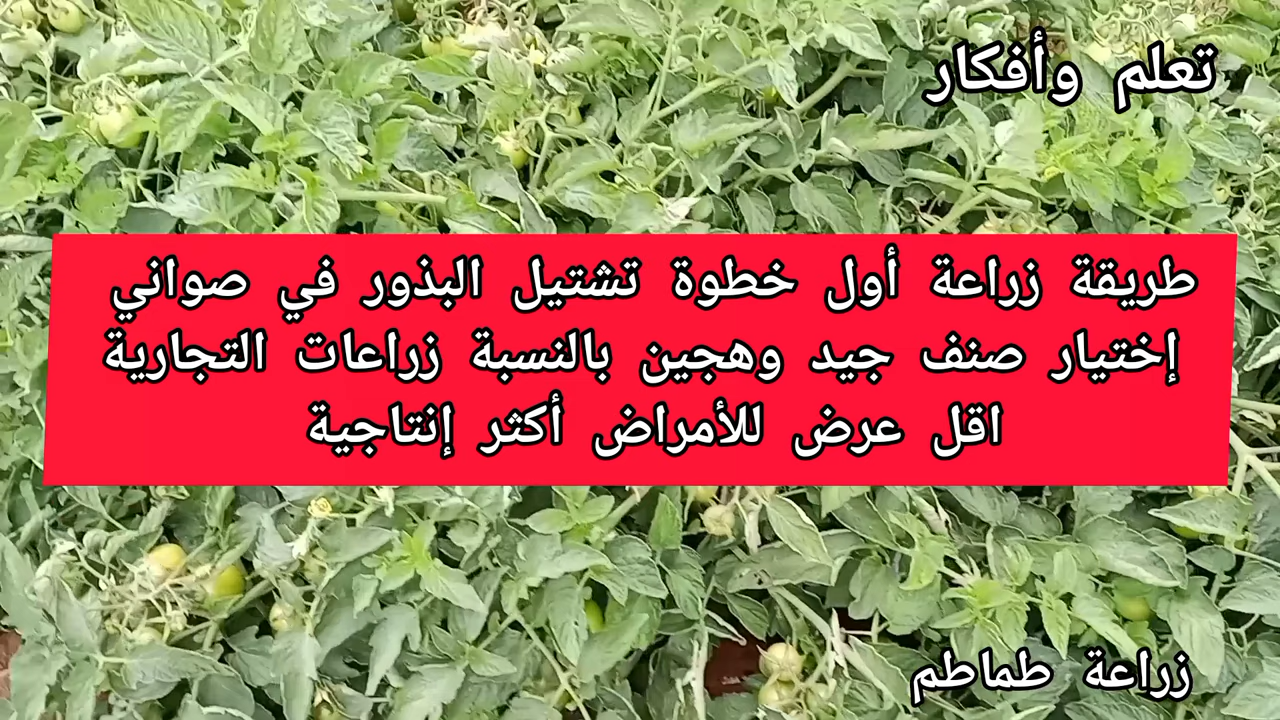 تعلم وأفكار
طريقة زراعة أول خطوة تشتيل البذور في صواني
إختيار صنف جيد وهجين بالنسبة زراعات التجارية
اقل عرض للأمراض أكثر إنتاجية
زراعة طماطم